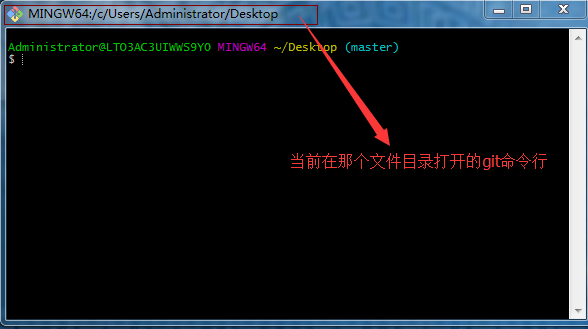 MINGW64:/c/Users/Administrator/Desktop
Administrator@LTO3AC3UIWWS9YO MINGW64 ~/Desktop (master)
$
当前在那个文件目录打开的git命令行